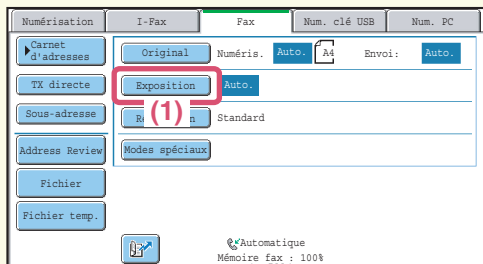 Numérisation I-Fax Fax Num. clé USB Num. PC
Carnet
d'adresses
Original Numéris. Auto. A4 Envoi: Auto.
TX directe
Exposition Auto.
Sous-adresse
(1) Standard
Address Review
Modes spéciaux
Fichier
Fichier temp.
Automatique
Mémoire fax : 100%